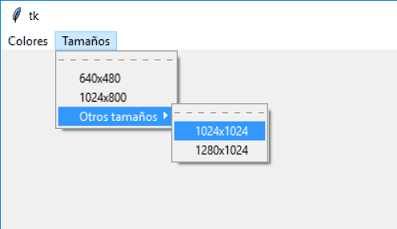 tk
Colores Tamaños
640x480
1024x800
Otros tamaños
1024x1024
1280x1024